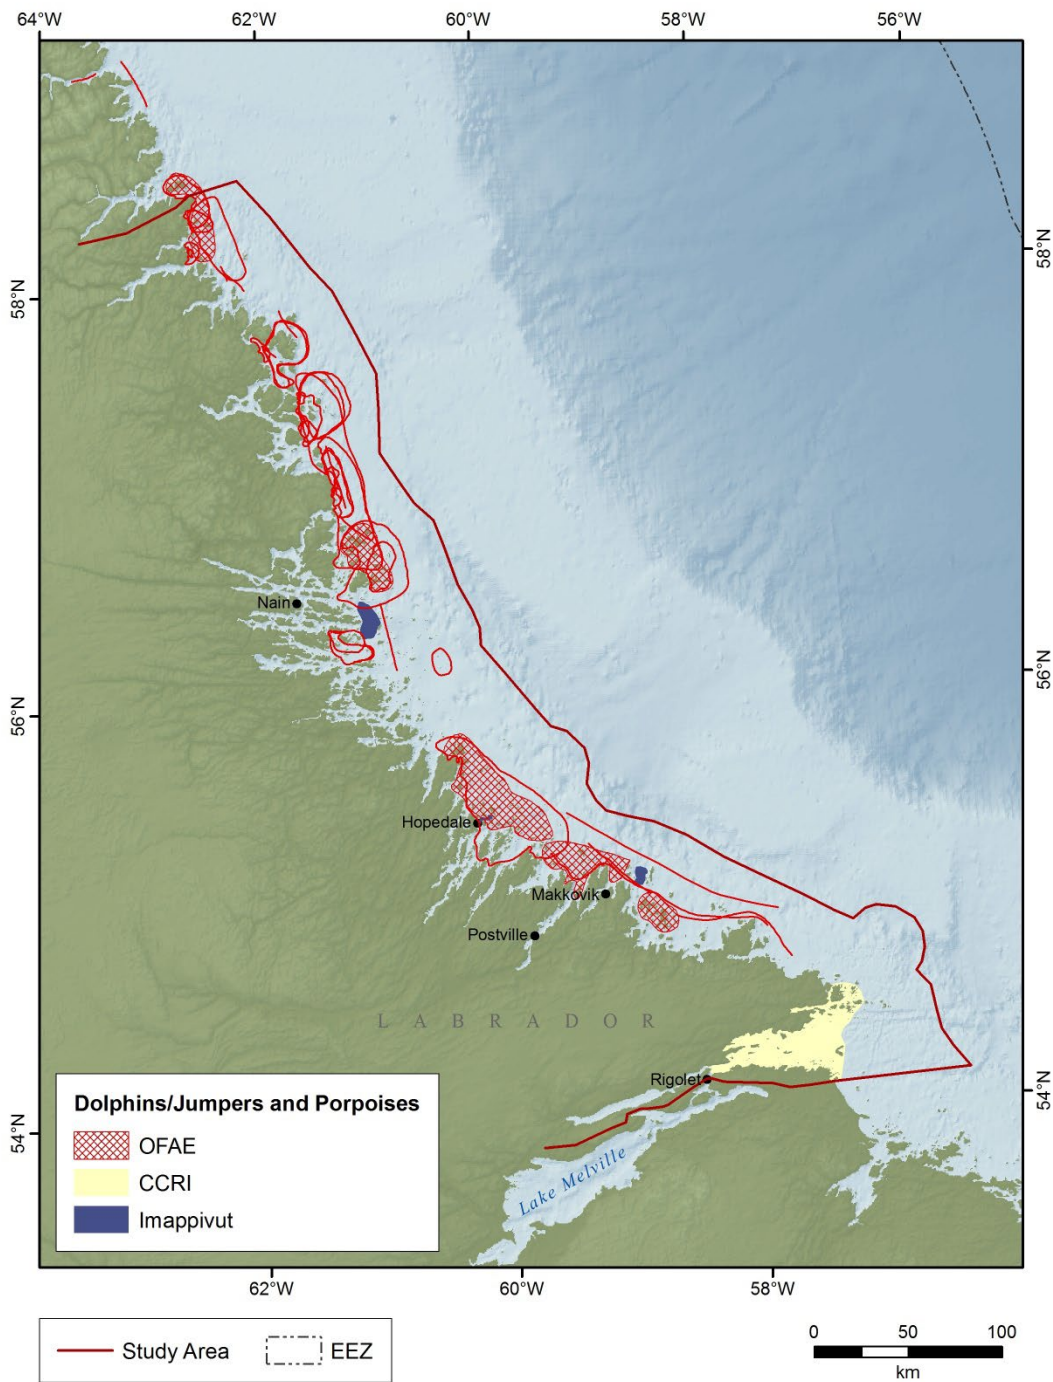 64°W 62°W 60°W 58°W 56°W
58°N
58°N
Nain
56°N
56°N
Hopedale
Makkovik
Postville
LABRADOR
Rigolet
54°N
54°N
Lake Melville
Dolphins/Jumpers and Porpoises
OFAE
CCRI
Imappivut
62°W 60°W 58°W
Study Area
EEZ
0 50 100
km